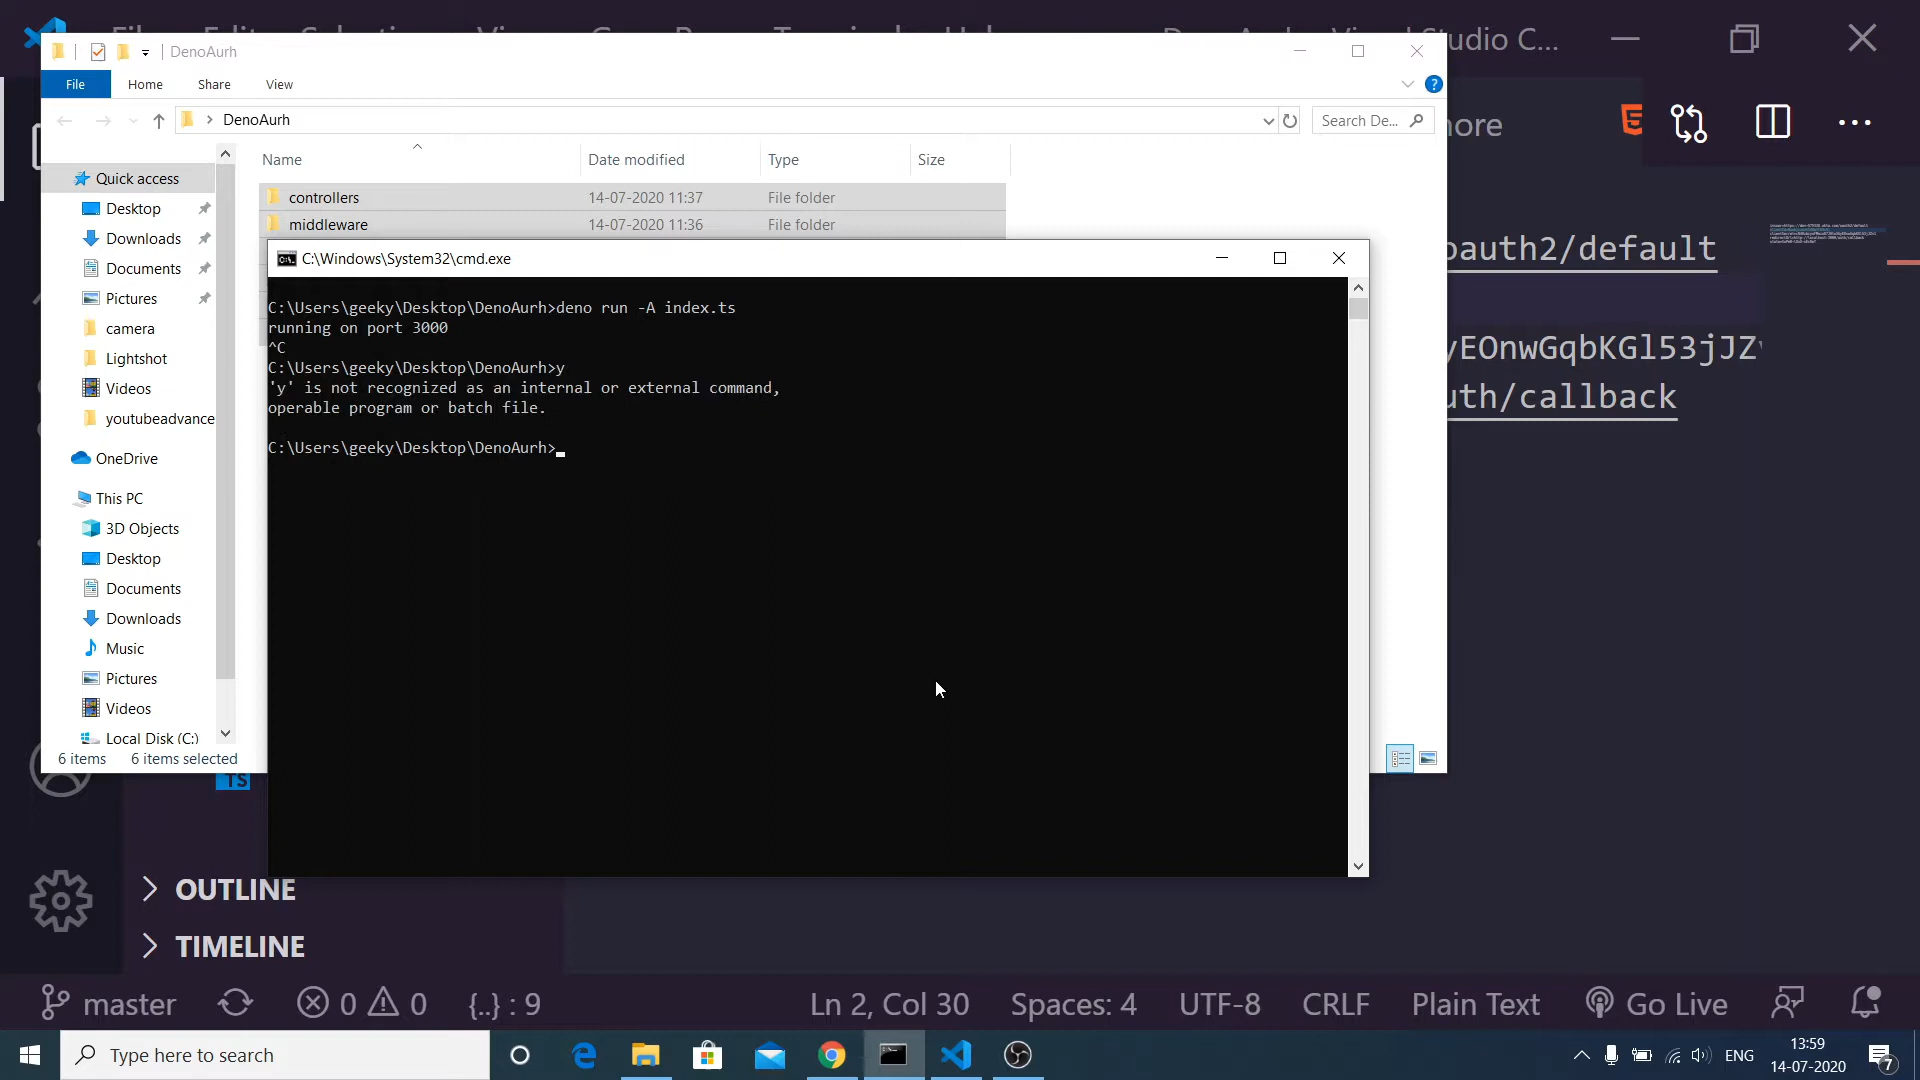 DenoAurh
File
Home
Share
View
DenoAurh
Search De...
Name
Date modified
Type
Size
Quick access
Desktop
Downloads
Documents
Pictures
camera
Lightshot
Videos
youtubeadvance
OneDrive
This PC
3D Objects
Desktop
Documents
Downloads
Music
Pictures
Videos
Local Disk (C:)
controllers 14-07-2020 11:37 File folder
middleware 14-07-2020 11:36 File folder
6 items 6 items selected
C:\Windows\System32\cmd.exe
C:\Users\geeky\Desktop\DenoAurh>deno run -A index.ts
running on port 3000
^C
C:\Users\geeky\Desktop\DenoAurh>y
'y' is not recognized as an internal or external command,
operable program or batch file.
C:\Users\geeky\Desktop\DenoAurh>
Studio C...
oauth2/default
yEOnwGqbKGl53jJZ
uth/callback
TS
OUTLINE
TIMELINE
master
0
0
{..} : 9
Ln 2, Col 30
Spaces: 4
UTF-8
CRLF
Plain Text
Go Live
Type here to search
ENG
13:59
14-07-2020
7